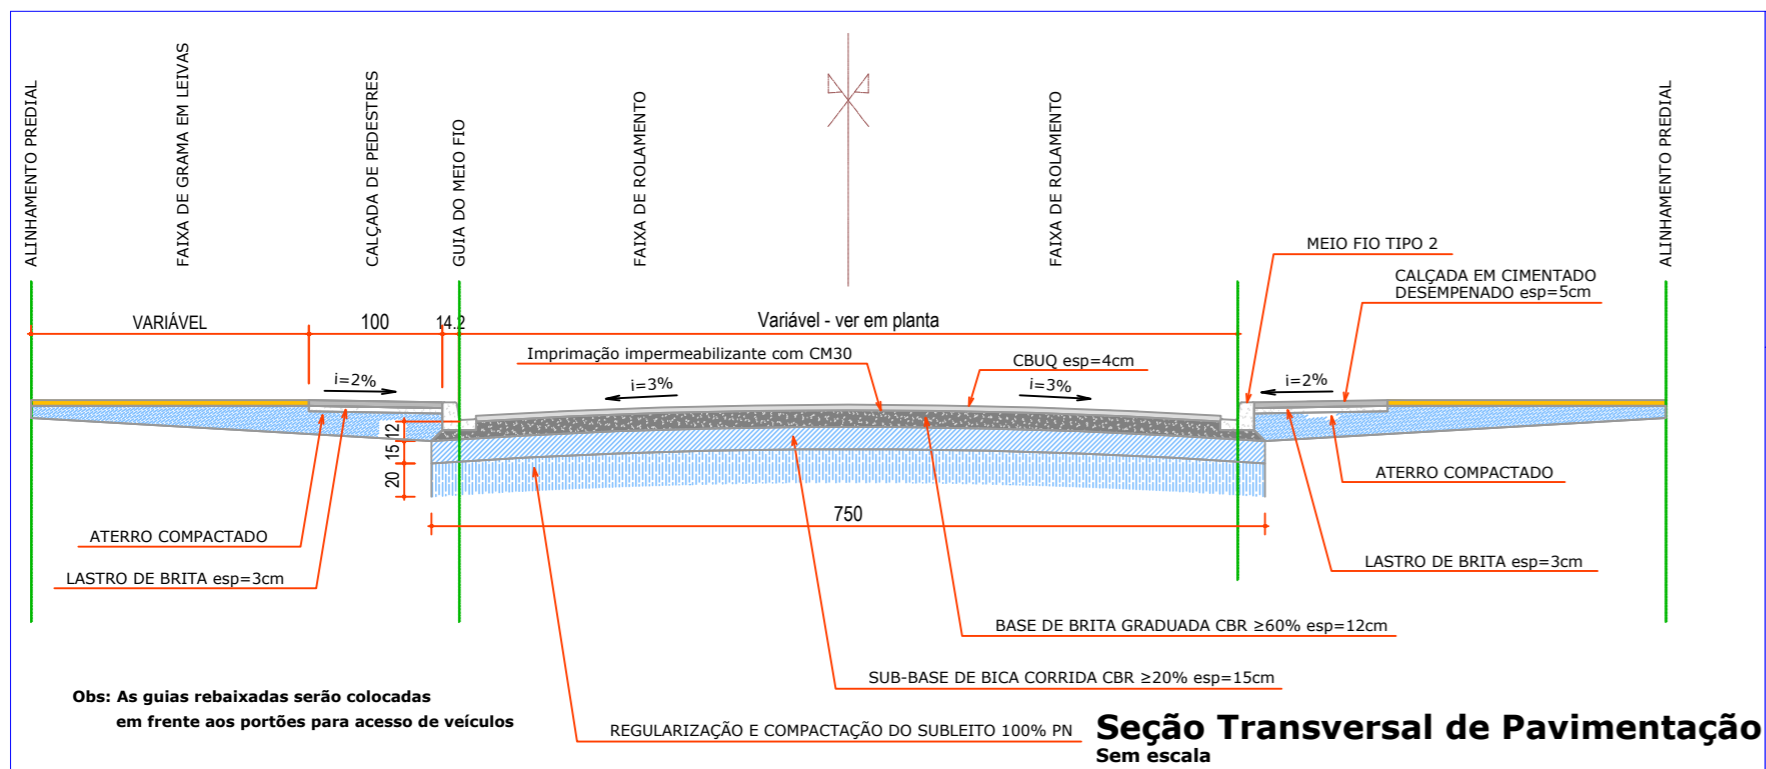 ALINHAMENTO PREDIAL
FAIXA DE GRAMA EM LEIVAS
CALÇADA DE PEDESTRES
GUIA DO MEIO FIO
FAIXA DE ROLAMENTO
FAIXA DE ROLAMENTO
ALINHAMENTO PREDIAL
MEIO FIO TIPO 2
CALÇADA EM CIMENTADO
DESEMPENADO esp=5cm
VARIÁVEL
100
14.2
Variável - ver em planta
Imprimação impermeabilizante com CM30
CBUQ esp=4cm
i=2%
i=3%
i=3%
i=2%
12
15
20
750
ATERRO COMPACTADO
LASTRO DE BRITA esp=3cm
ATERRO COMPACTADO
LASTRO DE BRITA esp=3cm
BASE DE BRITA GRADUADA CBR ≥60% esp=12cm
SUB-BASE DE BICA CORRIDA CBR ≥20% esp=15cm
REGULARIZAÇÃO E COMPACTAÇÃO DO SUBLEITO 100% PN
Obs: As guias rebaixadas serão colocadas
em frente aos portões para acesso de veículos
Seção Transversal de Pavimentação
Sem escala